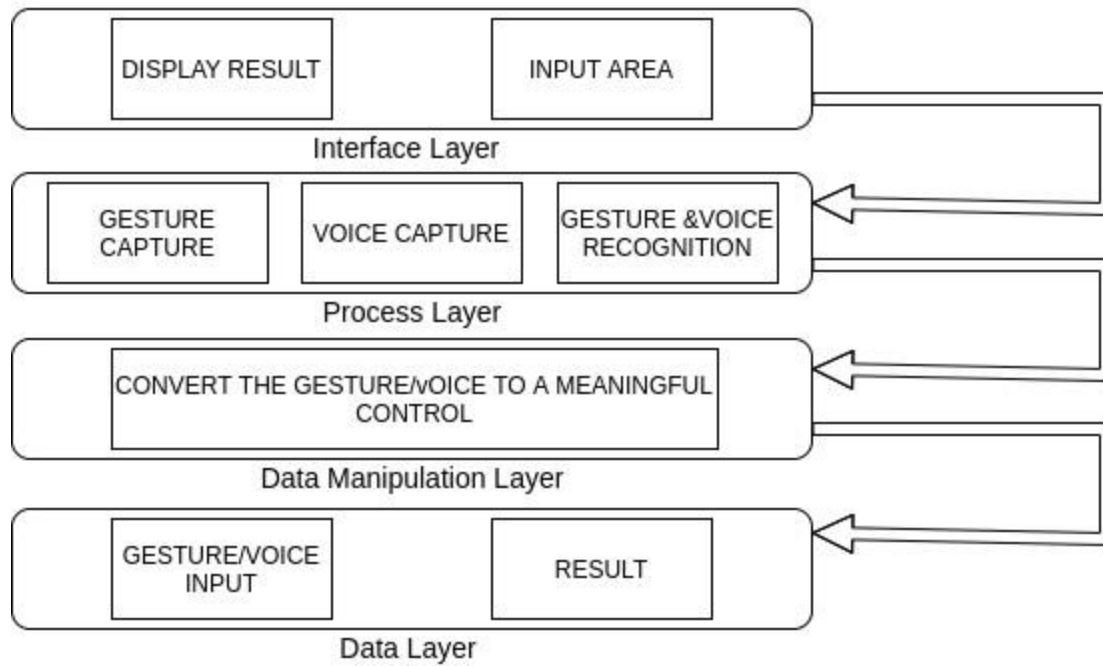 DISPLAY RESULT
INPUT AREA
Interface Layer
GESTURE
CAPTURE
VOICE CAPTURE
GESTURE &VOICE
RECOGNITION
Process Layer
CONVERT THE GESTURE/vOICE TO A MEANINGFUL
CONTROL
Data Manipulation Layer
GESTURE/VOICE
INPUT
RESULT
Data Layer